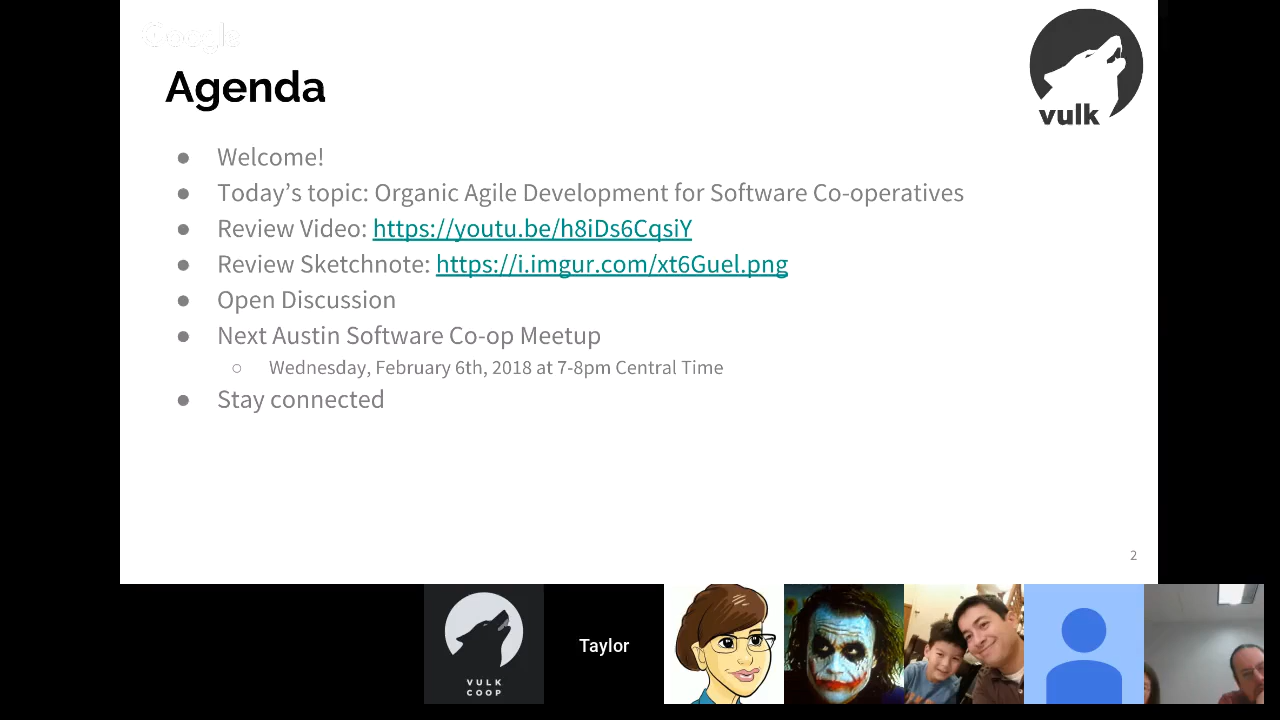 Google
Agenda
vulk
● Welcome!
● Today’s topic: Organic Agile Development for Software Co-operatives
● Review Video: https://youtu.be/h8iDs6CqsiY
● Review Sketchnote: https://i.imgur.com/xt6Guel.png
● Open Discussion
● Next Austin Software Co-op Meetup
○ Wednesday, February 6th, 2018 at 7-8pm Central Time
● Stay connected
2
VULK
COOP
Taylor